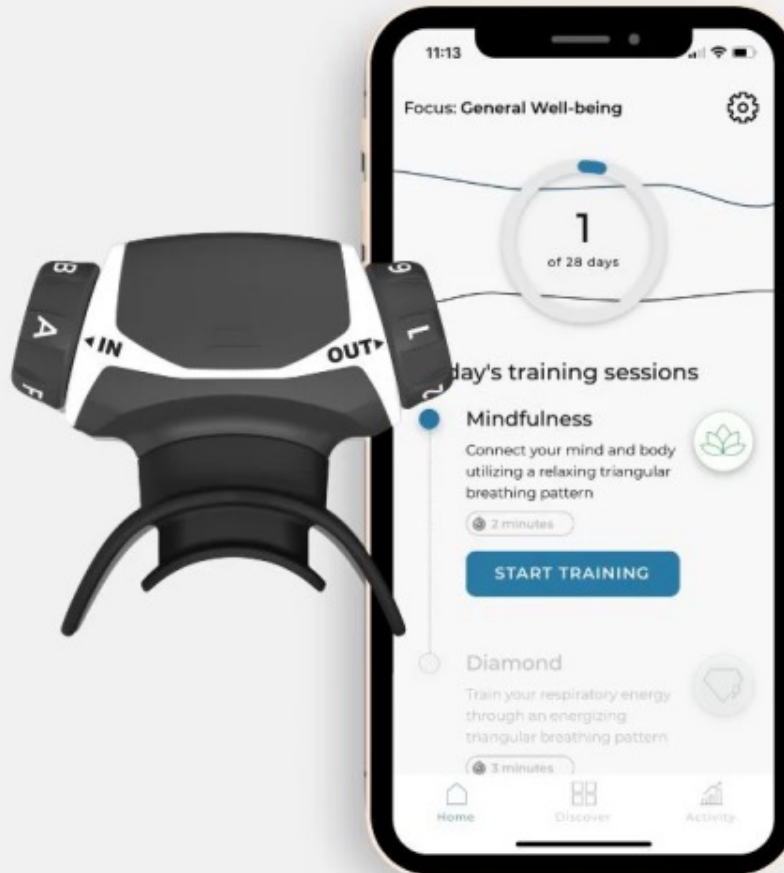 11:13
Focus: General Well-being
1
of 28 days
B
A
F
IN
OUT
9
L
2
day's training sessions
Mindfulness
Connect your mind and body
utilizing a relaxing triangular
breathing pattern
2 minutes
START TRAINING
Diamond
Train your respiratory energy
through an energizing
triangular breathing pattern
3 minutes
Home
Discover
Activity